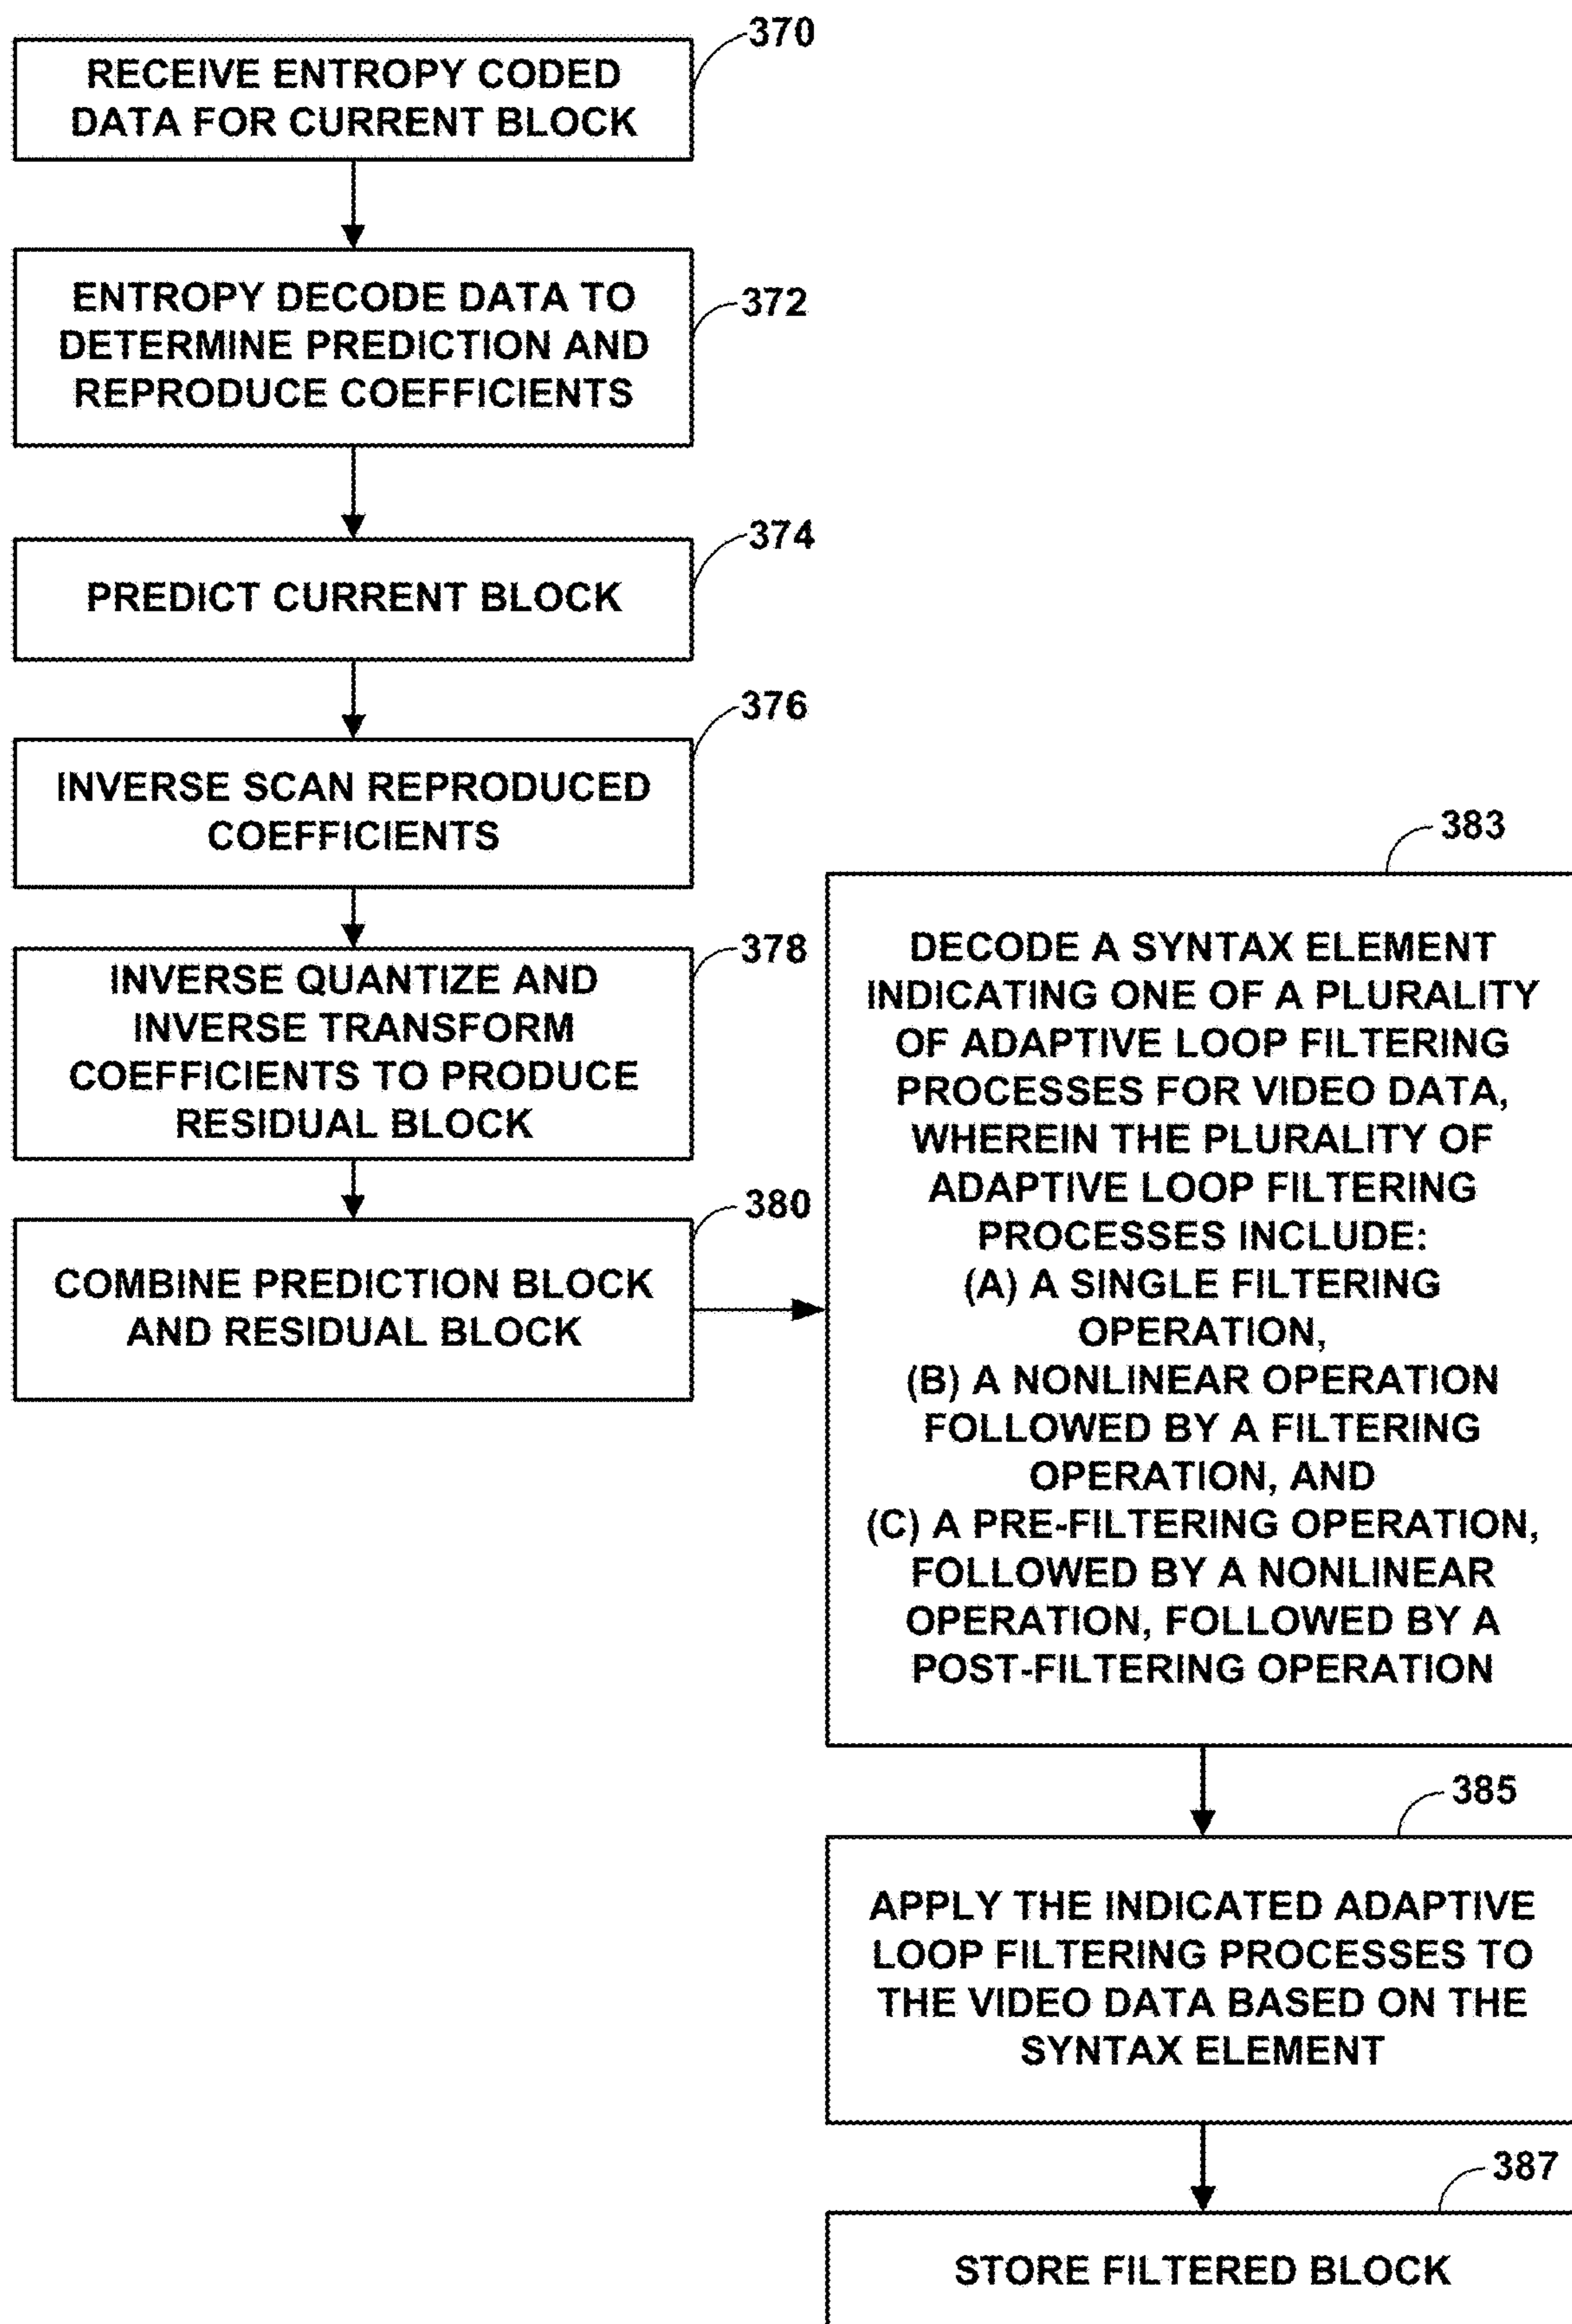 370
RECEIVE ENTROPY CODED
DATA FOR CURRENT BLOCK
372
ENTROPY DECODE DATA TO
DETERMINE PREDICTION AND
REPRODUCE COEFFICIENTS
374
PREDICT CURRENT BLOCK
376
INVERSE SCAN REPRODUCED
COEFFICIENTS
378
INVERSE QUANTIZE AND
INVERSE TRANSFORM
COEFFICIENTS TO PRODUCE
RESIDUAL BLOCK
380
COMBINE PREDICTION BLOCK
AND RESIDUAL BLOCK
383
DECODE A SYNTAX ELEMENT
INDICATING ONE OF A PLURALITY
OF ADAPTIVE LOOP FILTERING
PROCESSES FOR VIDEO DATA,
WHEREIN THE PLURALITY OF
ADAPTIVE LOOP FILTERING
PROCESSES INCLUDE:
(A) A SINGLE FILTERING
OPERATION,
(B) A NONLINEAR OPERATION
FOLLOWED BY A FILTERING
OPERATION, AND
(C) A PRE-FILTERING OPERATION,
FOLLOWED BY A NONLINEAR
OPERATION, FOLLOWED BY A
POST-FILTERING OPERATION
385
APPLY THE INDICATED ADAPTIVE
LOOP FILTERING PROCESSES TO
THE VIDEO DATA BASED ON THE
SYNTAX ELEMENT
387
STORE FILTERED BLOCK